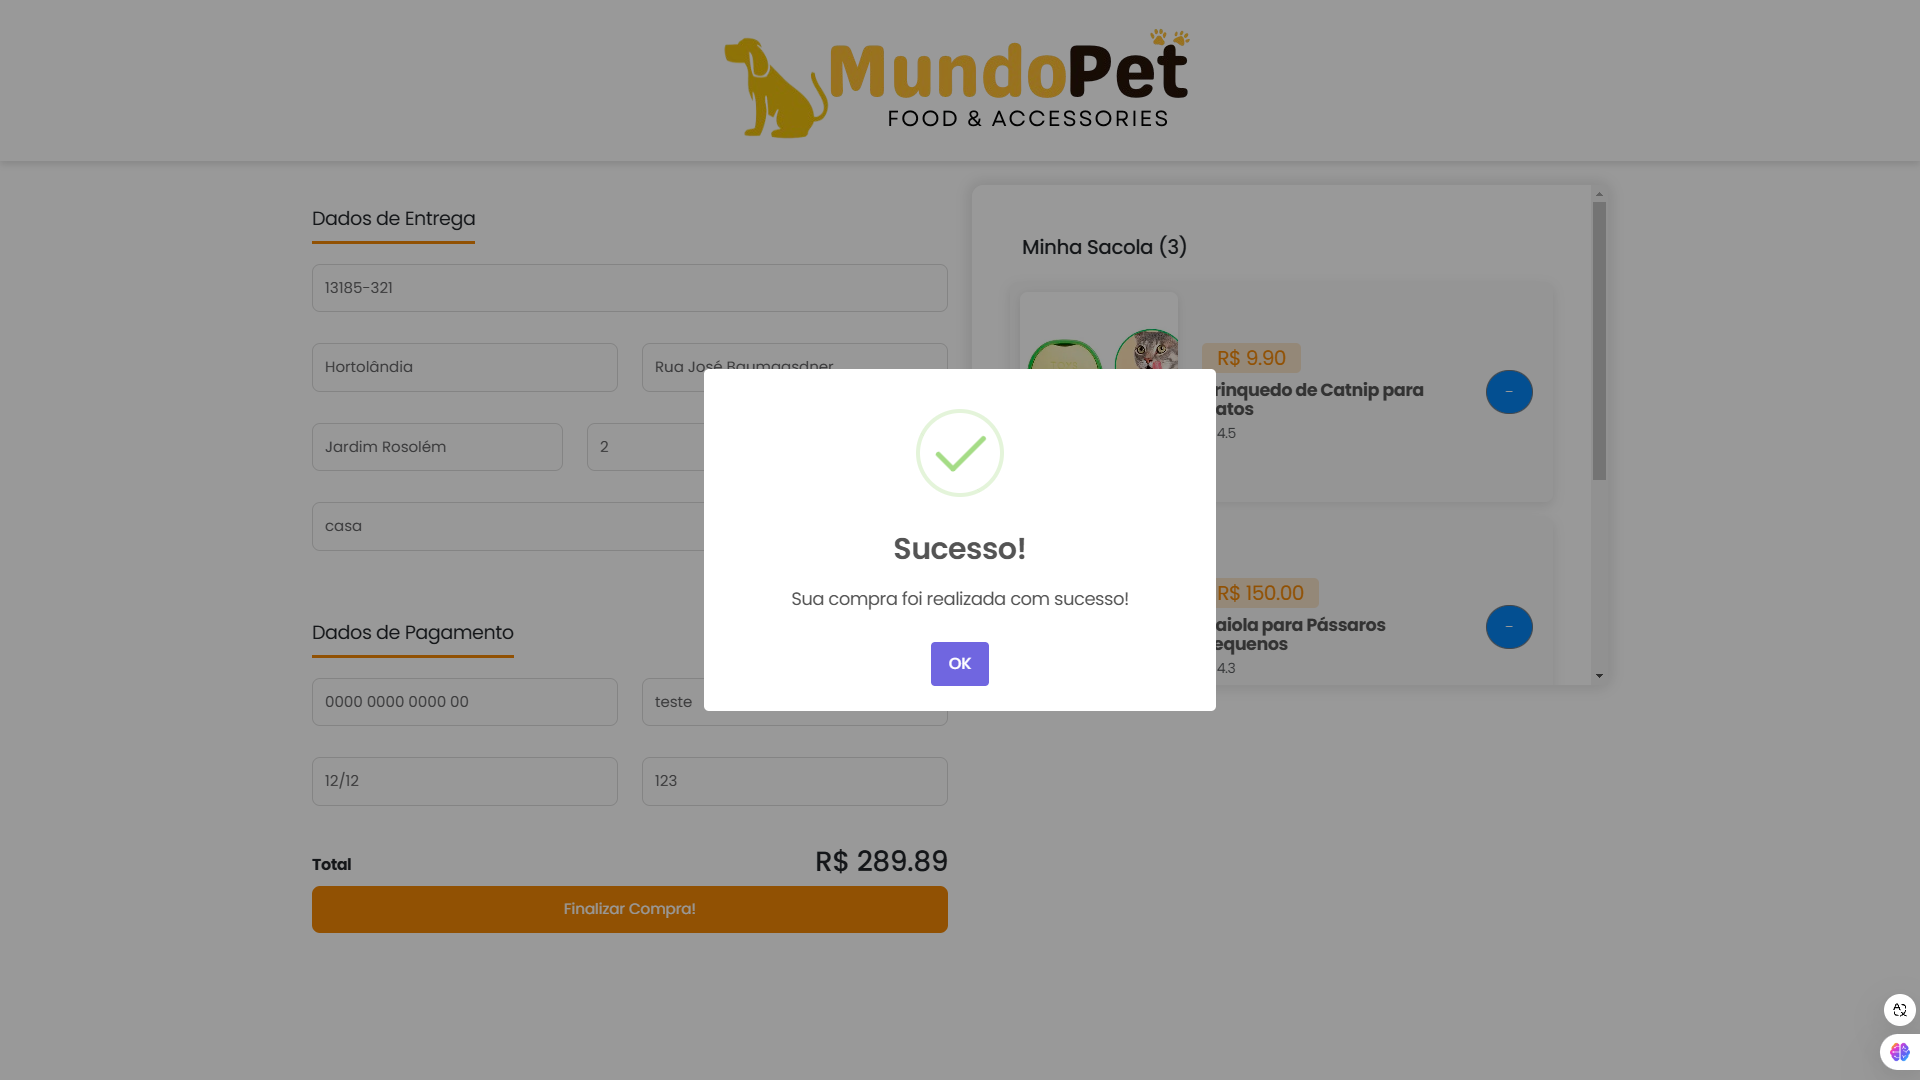 MundoPet
FOOD & ACCESSORIES
Dados de Entrega
13185-321
Hortolândia
Rua José Baumgasdner
Jardim Rosolém
2
casa
Dados de Pagamento
0000 0000 0000 00
teste
12/12
123
Total
R$ 289.89
Finalizar Compra!
Minha Sacola (3)
R$ 9.90
rinquedo de Catnip para
atos
4.5
-
R$ 150.00
aiola para Pássaros
equenos
4.3
-
Sucesso!
Sua compra foi realizada com sucesso!
OK